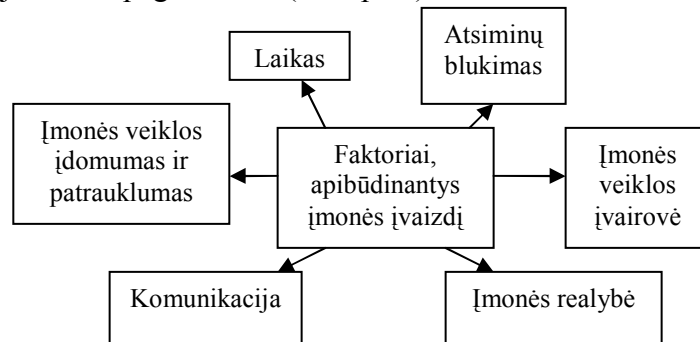 Laikas
Atsiminų
blukimas
Įmonės veiklos
įdomumas ir
patrauklumas
Faktoriai,
apibūdinantys
įmonės įvaizdį
Įmonės
veiklos
įvairovė
Komunikacija
Įmonės realybė